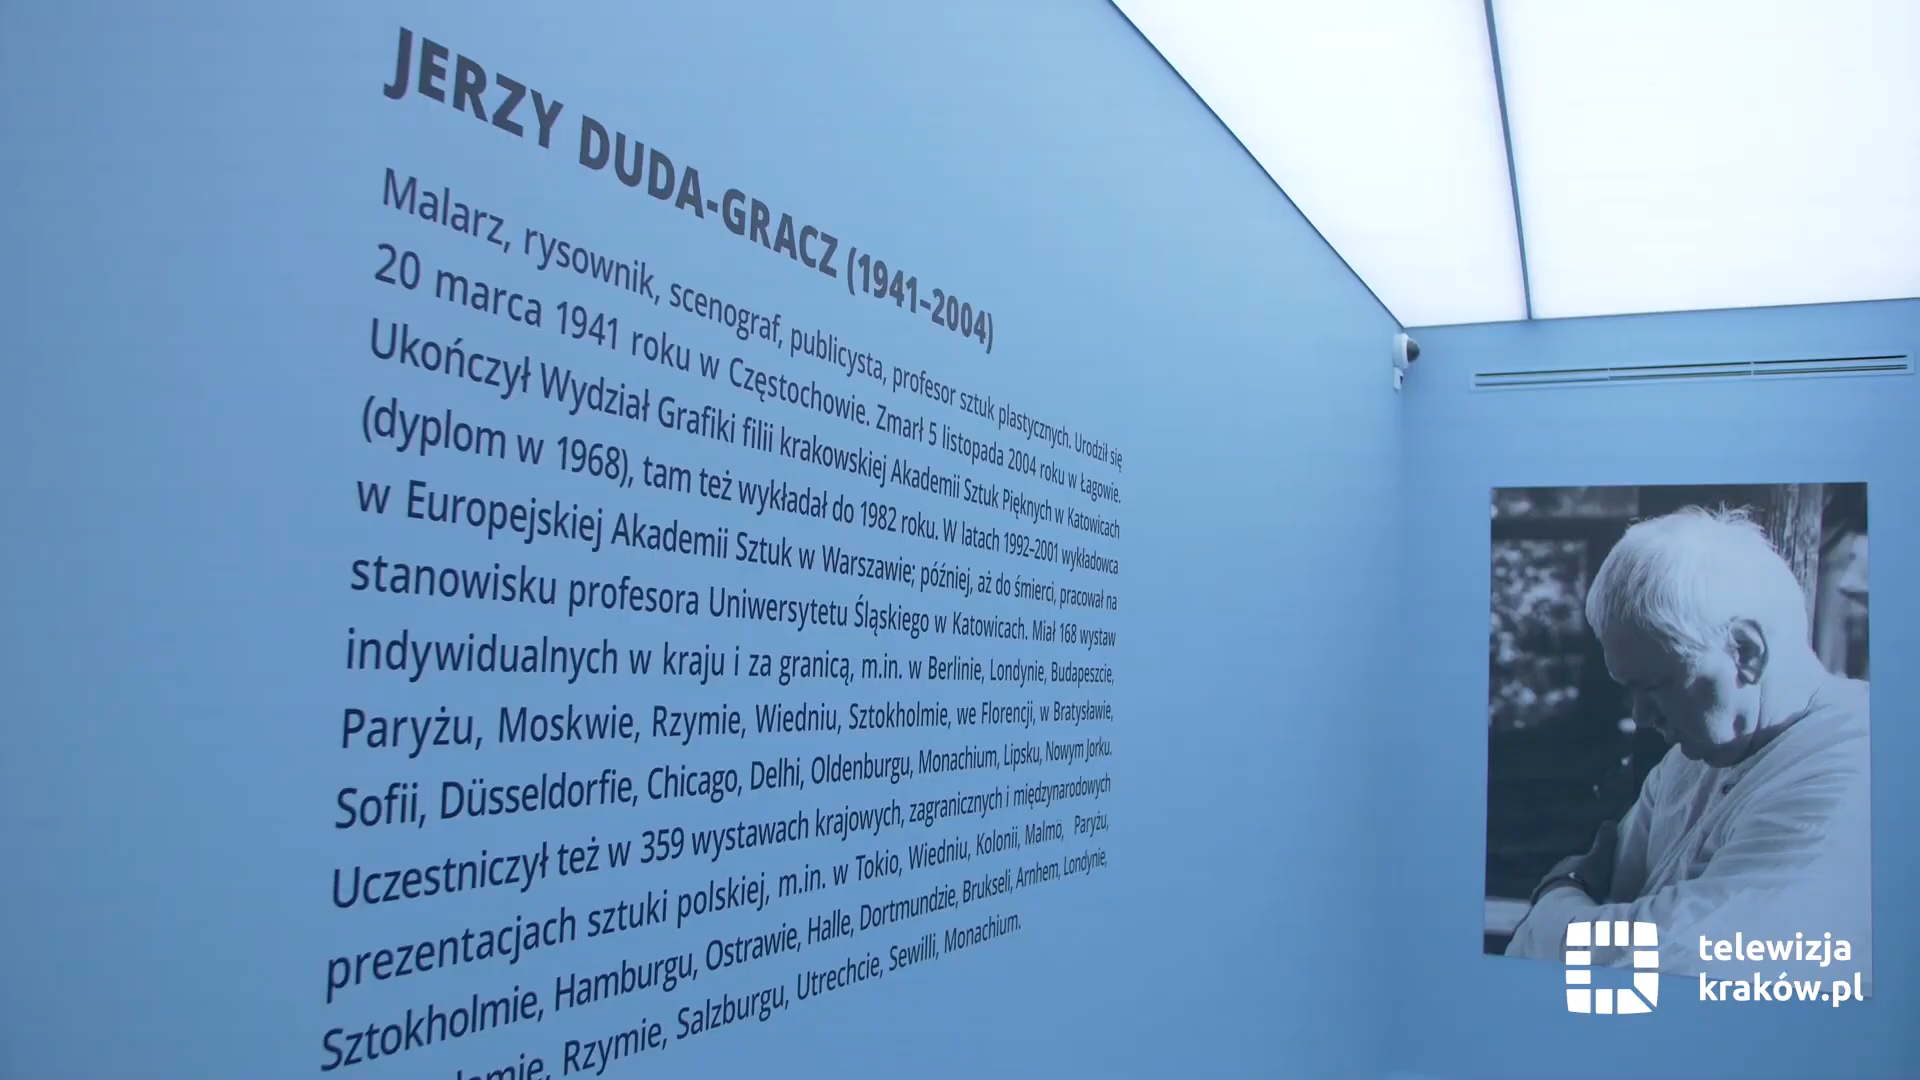 JERZY DUDA-GRACZ (1941–2004)
Malarz, rysownik, scenograf, publicysta, profesor sztuk plastycznych. Urodził się
20 marca 1941 roku w Częstochowie. Zmarł 5 listopada 2004 roku w Łagowie.
Ukończył Wydział Grafiki filii krakowskiej Akademii Sztuk Pięknych w Katowicach
(dyplom w 1968), tam też wykładał do 1982 roku. W latach 1992–2001 wykładowca
w Europejskiej Akademii Sztuk w Warszawie; później, aż do śmierci, pracował na
stanowisku profesora Uniwersytetu Śląskiego w Katowicach. Miał 168 wystaw
indywidualnych w kraju i za granicą, m.in. w Berlinie, Londynie, Budapeszcie,
Paryżu, Moskwie, Rzymie, Wiedniu, Sztokholmie, we Florencji, w Bratysławie,
Sofii, Düsseldorfie, Chicago, Delhi, Oldenburgu, Monachium, Lipsku, Nowym Jorku.
Uczestniczył też w 359 wystawach krajowych, zagranicznych i międzynarodowych
prezentacjach sztuki polskiej, m.in. w Tokio, Wiedniu, Kolonii, Malmö, Paryżu,
Sztokholmie, Hamburgu, Ostrawie, Halle, Dortmundzie, Brukseli, Arnhem, Londynie,
Rzymie, Salzburgu, Utrechcie, Sewilli, Monachium.
telewizja
kraków.pl